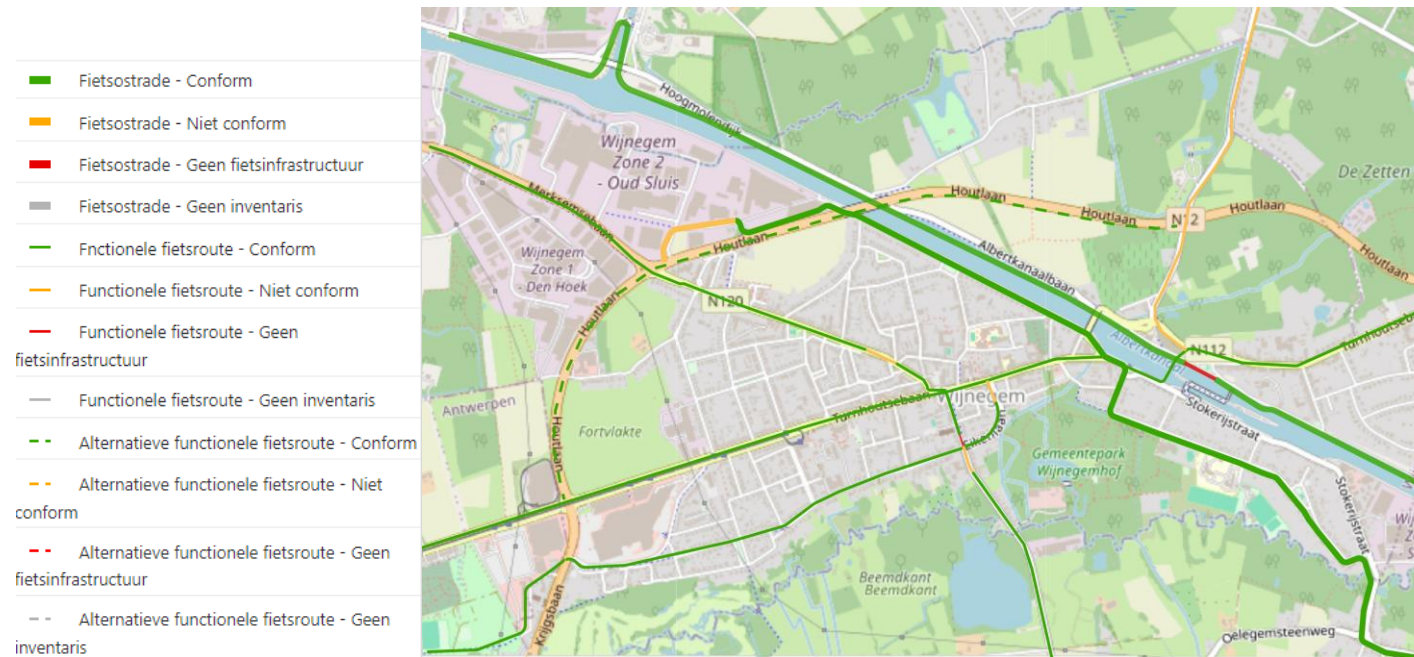 Fietsostrade - Conform
Fietsostrade - Niet conform
Fietsostrade - Geen fietsinfrastructuur
Fietsostrade - Geen inventaris
Fnctionele fietsroute - Conform
Functionele fietsroute - Niet conform
Functionele fietsroute - Geen
fietsinfrastructuur
Functionele fietsroute - Geen inventaris
Alternatieve functionele fietsroute - Conform
Alternatieve functionele fietsroute - Niet
conform
Alternatieve functionele fietsroute - Geen
fietsinfrastructuur
Alternatieve functionele fietsroute - Geen
inventaris
Hoogmolendijk
Wijnegem
Zone 2
- Oud Sluis
De Zetten
Merksemsebaan
Houtlaan
Houtlaan
Houtlaan
N12
Houtlaan
Houtlaan
Houtlaan
Wijnegem
Zone 1
- Den Hoek
Albertkanaalbaan
Houtlaan
N120
Albertkanaal
N112
Turnhoutseba
Antwerpen
Turnhoutsebaan
Wijnegem
Stokerijstraat
Houtlaan
Fortvlakte
Gemeentepark
Wijnegemhof
Stokerijstraat
Beemdkant
Beemdkant
Krijgsbaan
Oelegemsteenweg